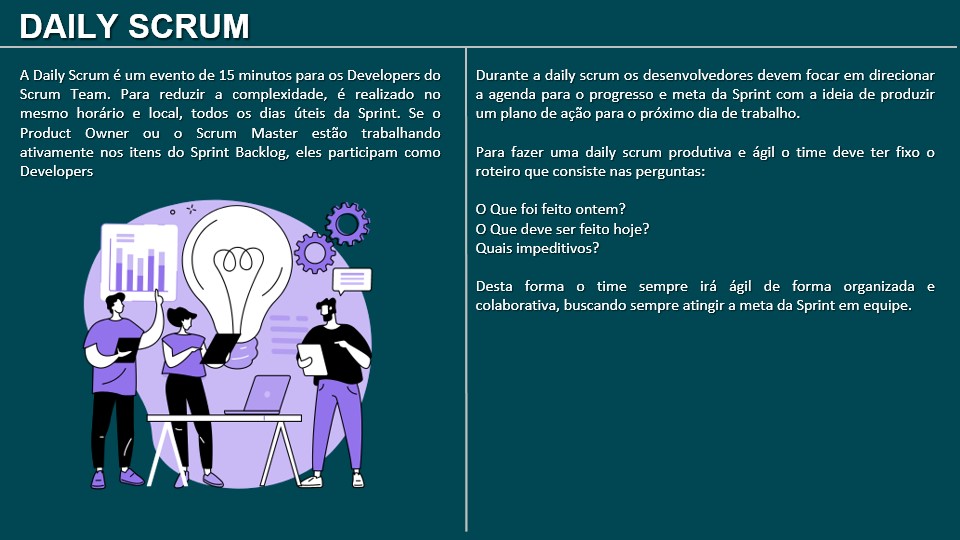 DAILY SCRUM
A Daily Scrum é um evento de 15 minutos para os Developers do
Scrum Team. Para reduzir a complexidade, é realizado no
mesmo horário e local, todos os dias úteis da Sprint. Se o
Product Owner ou o Scrum Master estão trabalhando
ativamente nos itens do Sprint Backlog, eles participam como
Developers
Durante a daily scrum os desenvolvedores devem focar em direcionar
a agenda para o progresso e meta da Sprint com a ideia de produzir
um plano de ação para o próximo dia de trabalho.
Para fazer uma daily scrum produtiva e ágil o time deve ter fixo o
roteiro que consiste nas perguntas:
O Que foi feito ontem?
O Que deve ser feito hoje?
Quais impeditivos?
Desta forma o time sempre irá ágil de forma organizada e
colaborativa, buscando sempre atingir a meta da Sprint em equipe.